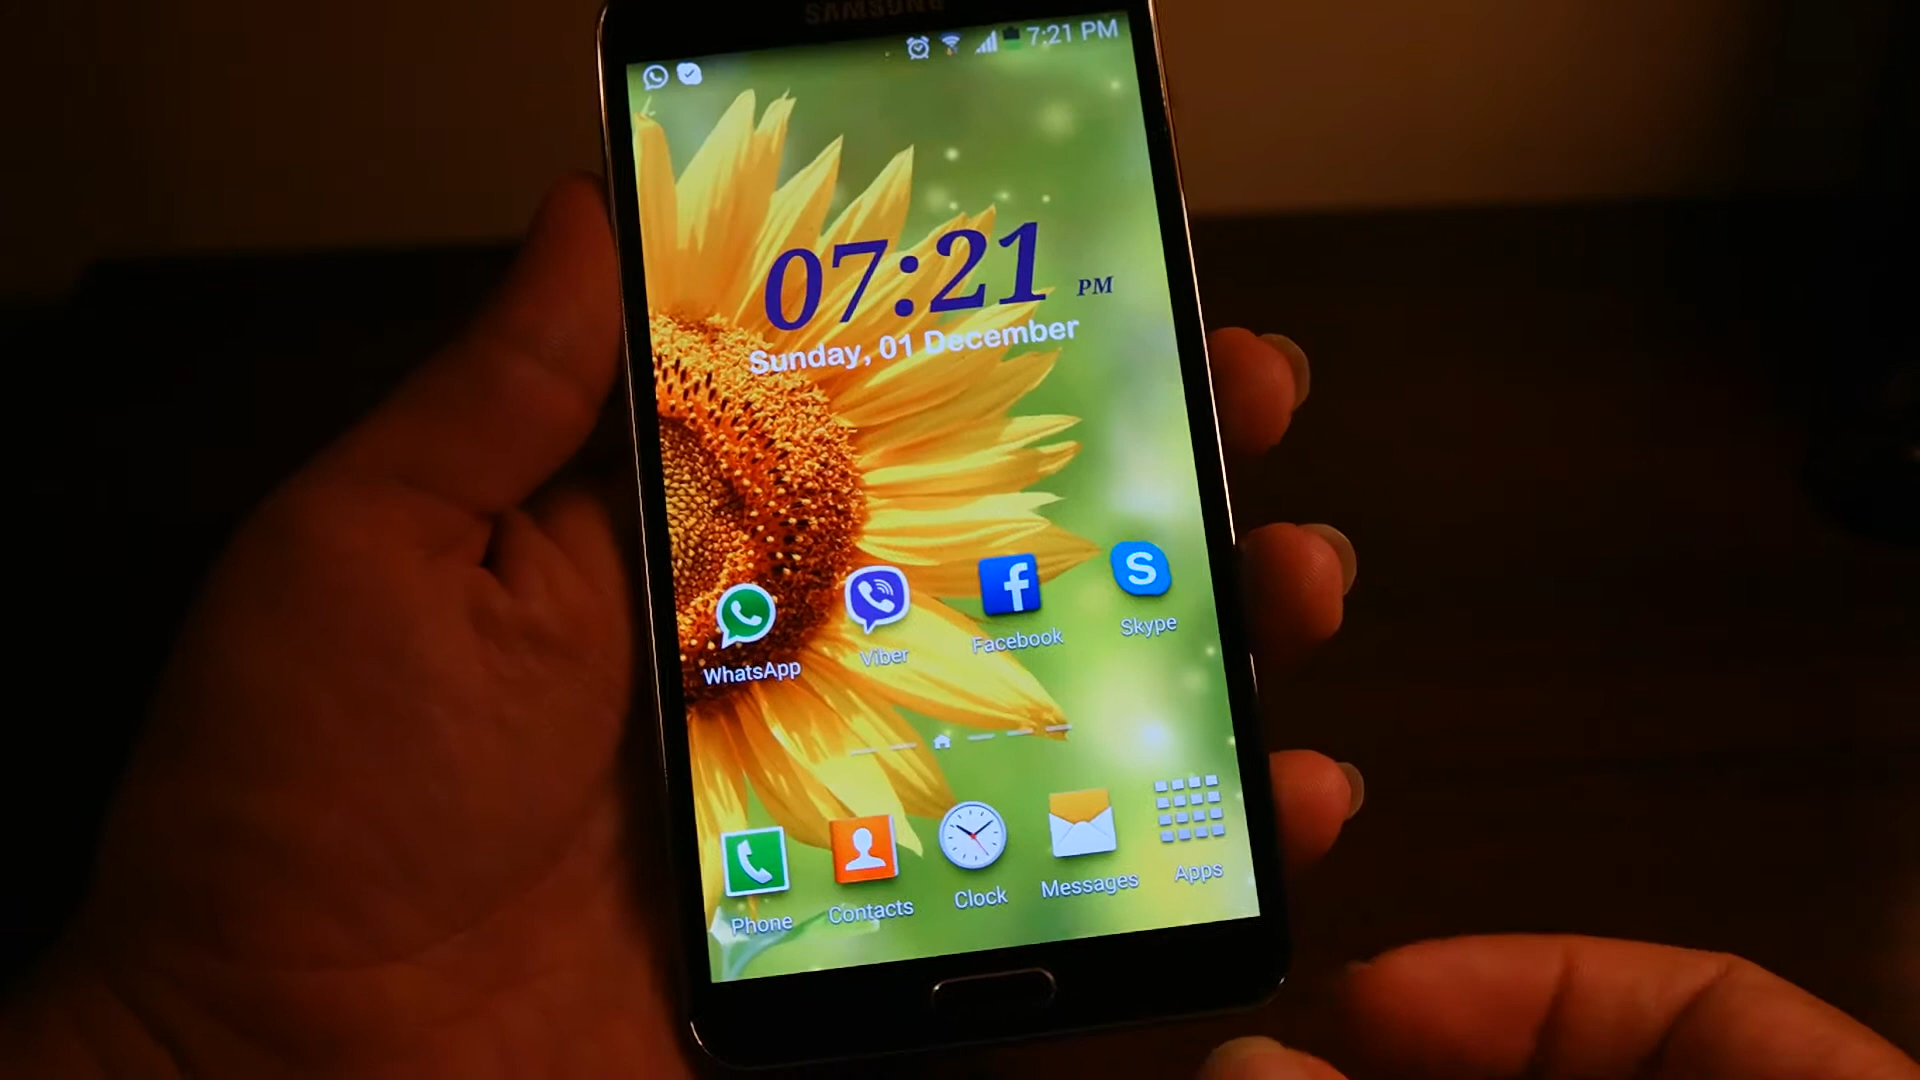 SAMSUNG
7:21 PM
07:21 PM
Sunday, 01 December
WhatsApp
Viber
Facebook
Skype
Phone
Contacts
Clock
Messages
Apps